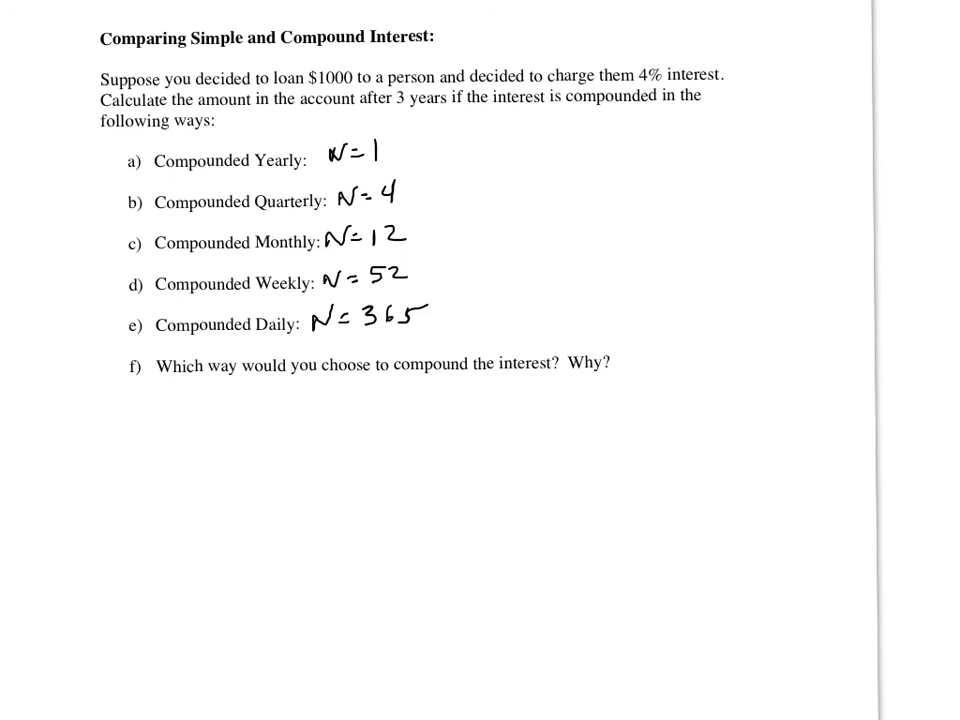 Comparing Simple and Compound Interest:
Suppose you decided to loan $1000 to a person and decided to charge them 4% interest.
Calculate the amount in the account after 3 years if the interest is compounded in the
following ways:
a) Compounded Yearly: N=1
b) Compounded Quarterly: N=4
c) Compounded Monthly: N=12
d) Compounded Weekly: N=52
e) Compounded Daily: N=365
f) Which way would you choose to compound the interest? Why?